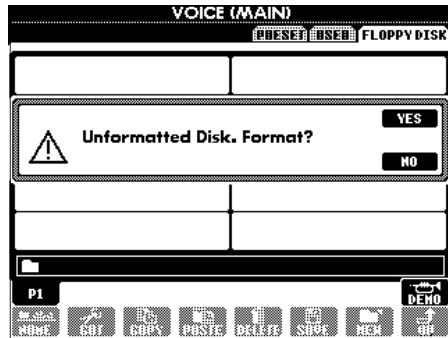 VOICE (MAIN)
PRESET USER FLOPPY DISK
YES
Unformatted Disk. Format?
NO
P1
DEMO
NAME CUT COPY PASTE DELETE SAVE NEW UP